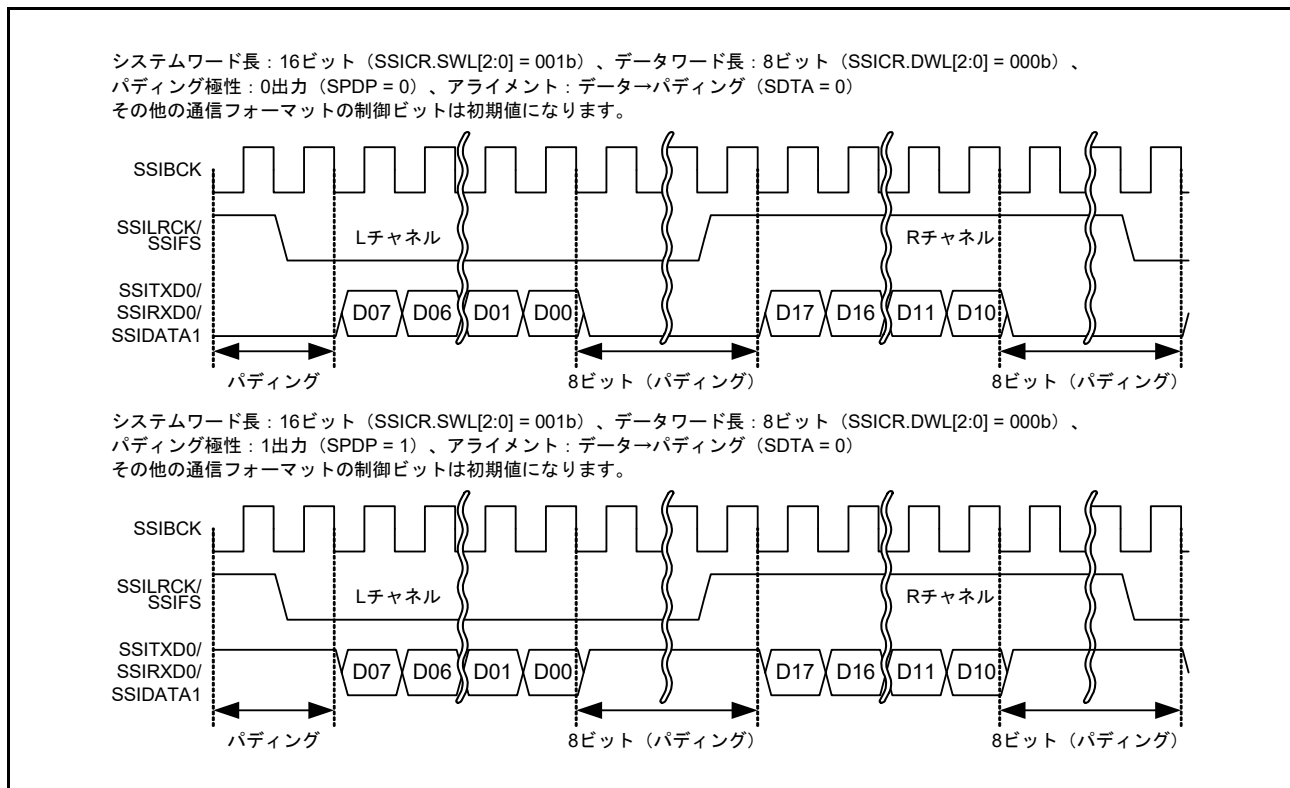 システムワード長：16ビット（SSICR.SWL[2:0] = 001b）、データワード長：8ビット（SSICR.DWL[2:0] = 000b）、
パディング極性：0出力（SPDP = 0）、アライメント：データ→パディング（SDTA = 0）
その他の通信フォーマットの制御ビットは初期値になります。
SSIBCK
SSILRCK/
SSIFS
Lチャネル
Rチャネル
SSITXD0/
SSIRXD0/
SSIDATA1
D07 D06 D01 D00 D17 D16 D11 D10
パディング
8ビット（パディング）
8ビット（パディング）
システムワード長：16ビット（SSICR.SWL[2:0] = 001b）、データワード長：8ビット（SSICR.DWL[2:0] = 000b）、
パディング極性：1出力（SPDP = 1）、アライメント：データ→パディング（SDTA = 0）
その他の通信フォーマットの制御ビットは初期値になります。
SSIBCK
SSILRCK/
SSIFS
Lチャネル
Rチャネル
SSITXD0/
SSIRXD0/
SSIDATA1
D07 D06 D01 D00 D17 D16 D11 D10
パディング
8ビット（パディング）
8ビット（パディング）